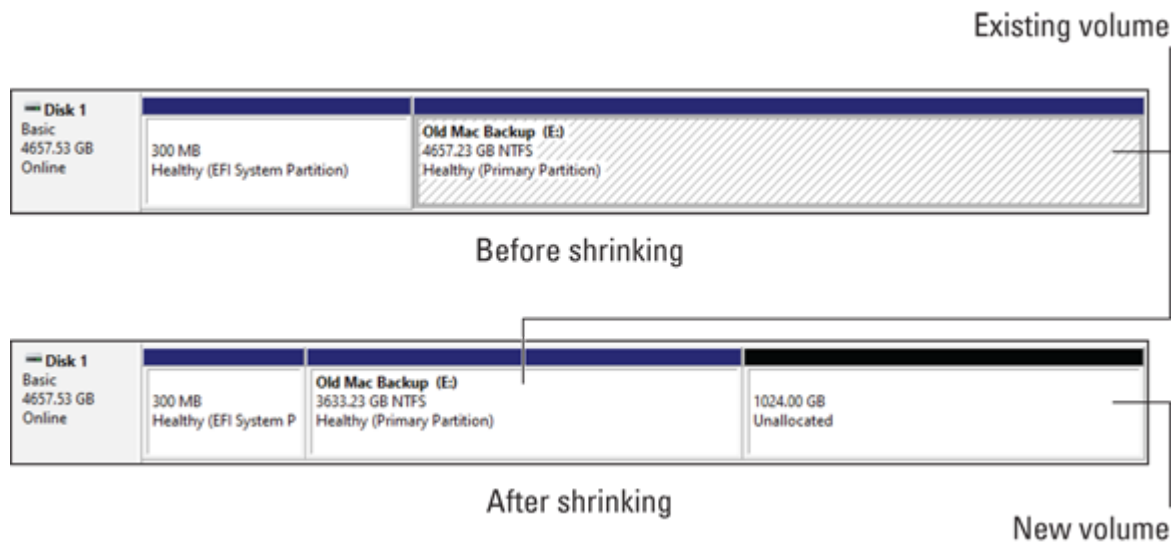 Existing volume
Disk 1
Basic
4657.53 GB
Online
300 MB
Healthy (EFI System Partition)
Old Mac Backup (E:)
4657.23 GB NTFS
Healthy (Primary Partition)
Before shrinking
Disk 1
Basic
4657.53 GB
Online
300 MB
Healthy (EFI System P
Old Mac Backup (E:)
3633.23 GB NTFS
Healthy (Primary Partition)
1024.00 GB
Unallocated
After shrinking
New volume